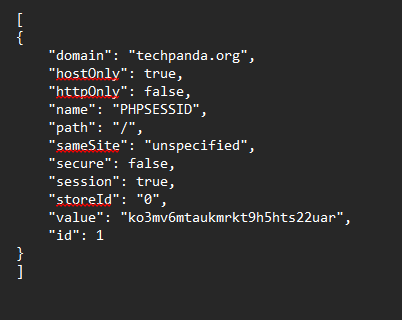 [
{
"domain": "techpanda.org",
"hostOnly": true,
"httpOnly": false,
"name": "PHPSESSID",
"path": "/",
"sameSite": "unspecified",
"secure": false,
"session": true,
"storeId": "0",
"value": "ko3mv6mtaukmrkt9h5hts22uar",
"id": 1
}
]